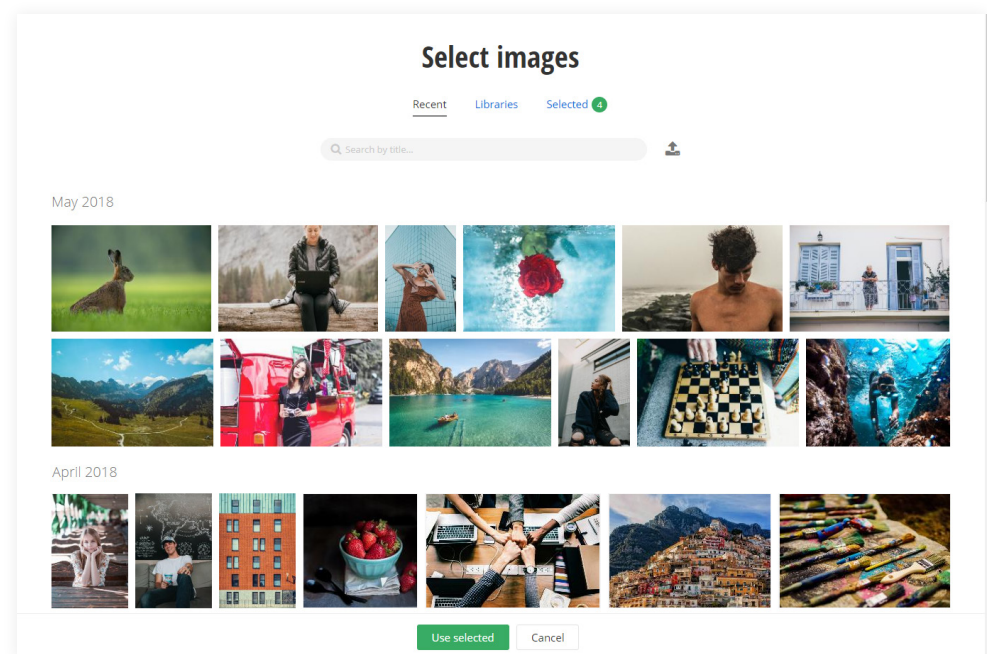 Select images
Recent Libraries Selected 4
Search by title...
May 2018
April 2018
Use selected Cancel